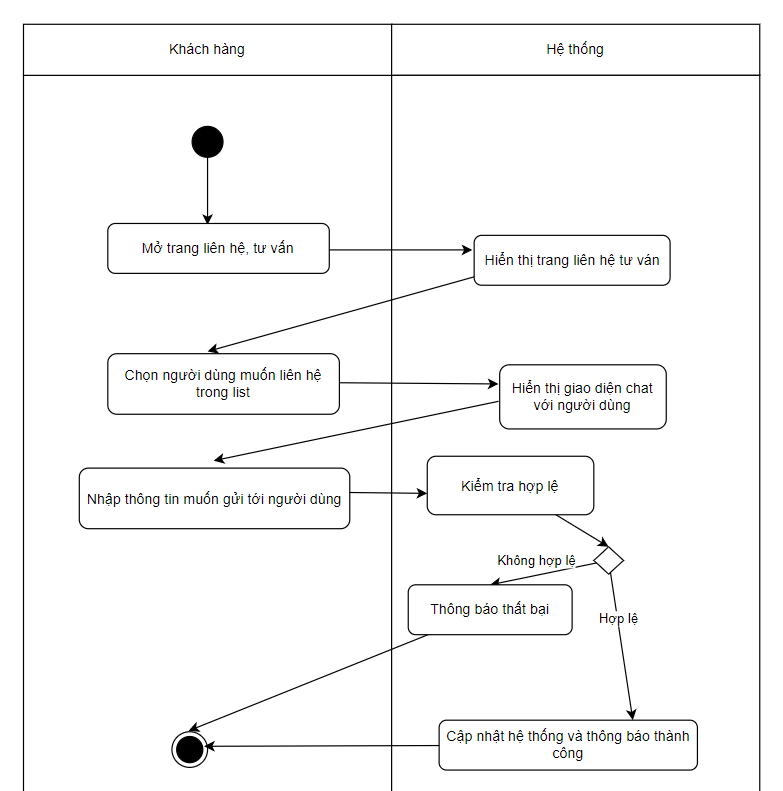 Khách hàng
Hệ thống
Mở trang liên hệ, tư vấn
Hiển thị trang liên hệ tư ván
Chọn người dùng muốn liên hệ
trong list
Hiển thị giao diện chat
với người dùng
Nhập thông tin muốn gửi tới người dùng
Kiểm tra hợp lệ
Không hợp lệ
Thông báo thất bại
Hợp lệ
Cập nhật hệ thống và thông báo thành
công